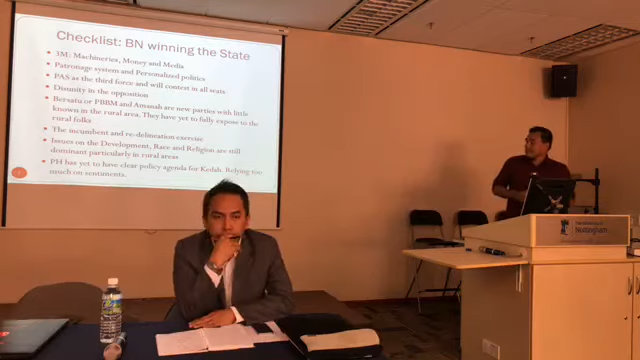 Checklist: BN winning the State
• 3M: Machineries, Money and Media
• Patronage system and Personalized politics
• PAS as the third force and will contest in all seats
• Disunity in the opposition
• Bersatu or PBBM and Amanah are new parties with little
known in the rural area. They have yet to fully expose to the
rural folks
• The incumbent and re-delineation exercise
• Issues on the Development, Race and Religion are still
dominant particularly in rural areas
• PH has yet to have clear policy agenda for Kedah. Relying too
much on sentiments.
Nottingham